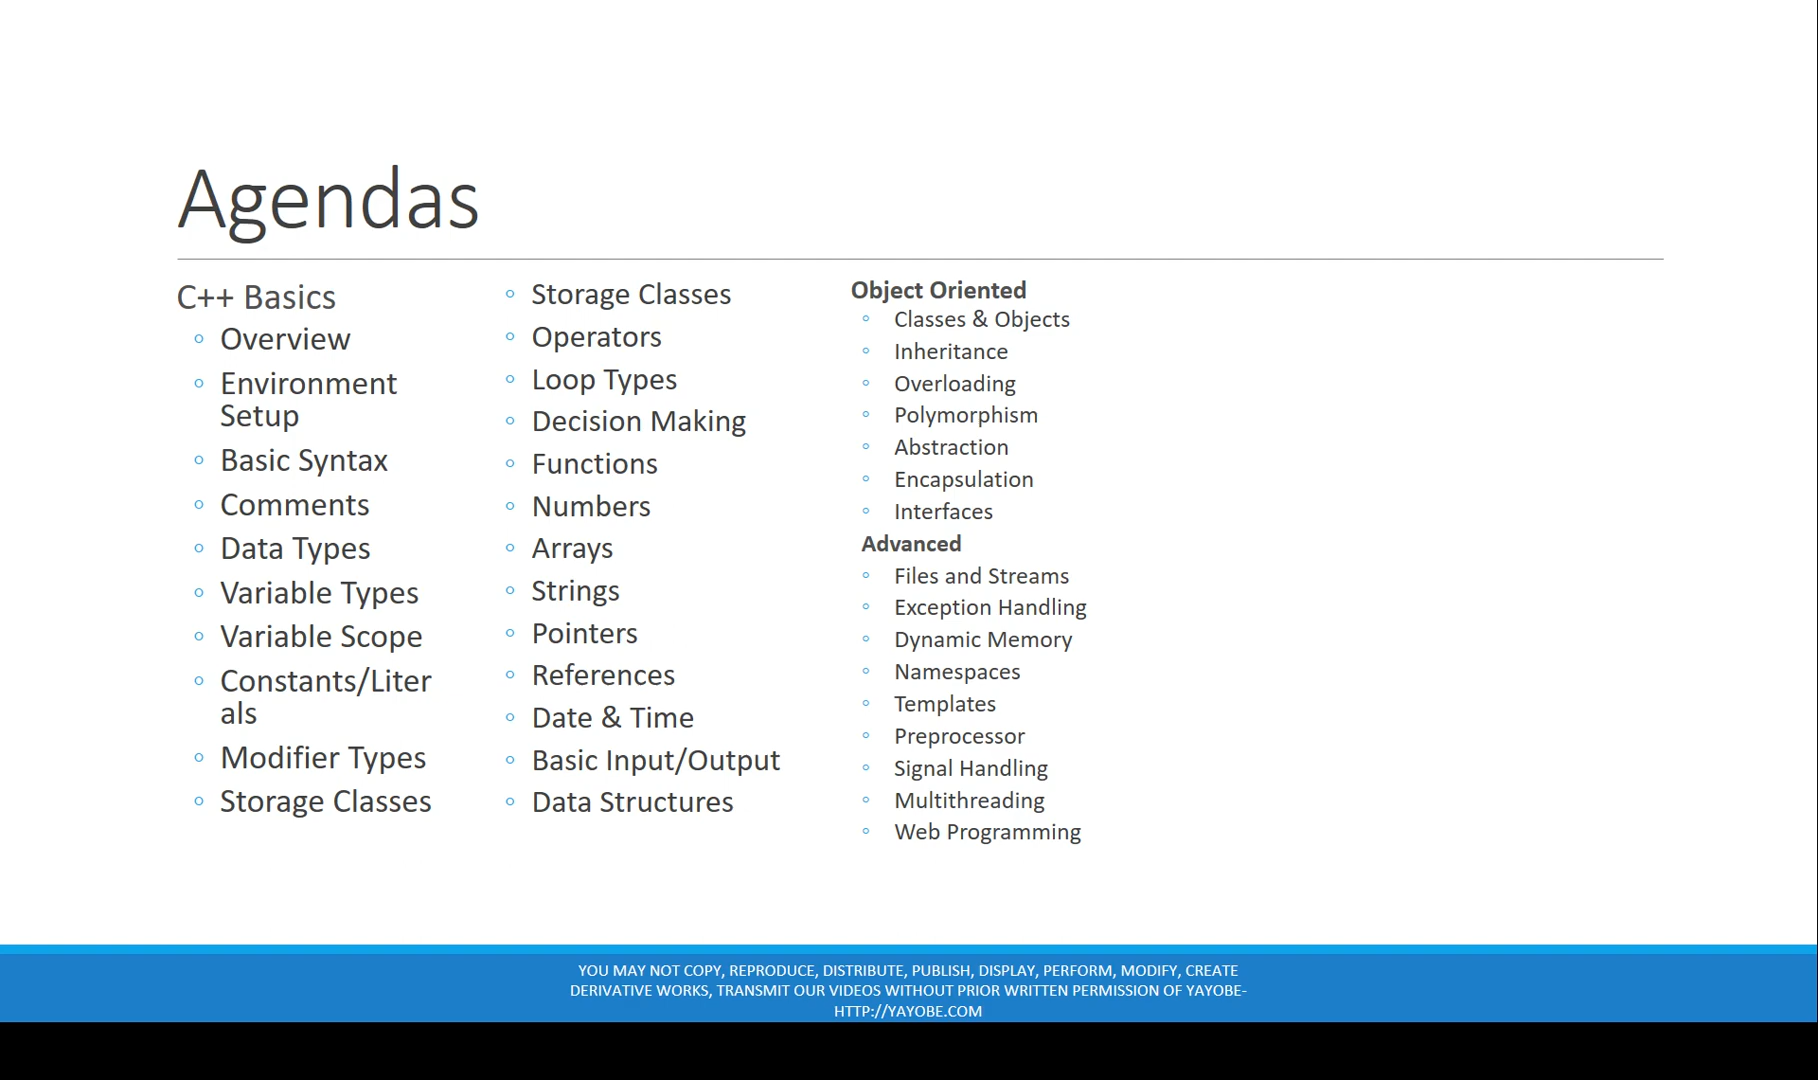 Agendas
C++ Basics
Overview
Environment
Setup
Basic Syntax
Comments
Data Types
Variable Types
Variable Scope
Constants/Liter
als
Modifier Types
Storage Classes
Storage Classes
Operators
Loop Types
Decision Making
Functions
Numbers
Arrays
Strings
Pointers
References
Date & Time
Basic Input/Output
Data Structures
Object Oriented
Classes & Objects
Inheritance
Overloading
Polymorphism
Abstraction
Encapsulation
Interfaces
Advanced
Files and Streams
Exception Handling
Dynamic Memory
Namespaces
Templates
Preprocessor
Signal Handling
Multithreading
Web Programming
YOU MAY NOT COPY, REPRODUCE, DISTRIBUTE, PUBLISH, DISPLAY, PERFORM, MODIFY, CREATE
DERIVATIVE WORKS, TRANSMIT OUR VIDEOS WITHOUT PRIOR WRITTEN PERMISSION OF YAYOBE-
HTTP://YAYOBE.COM